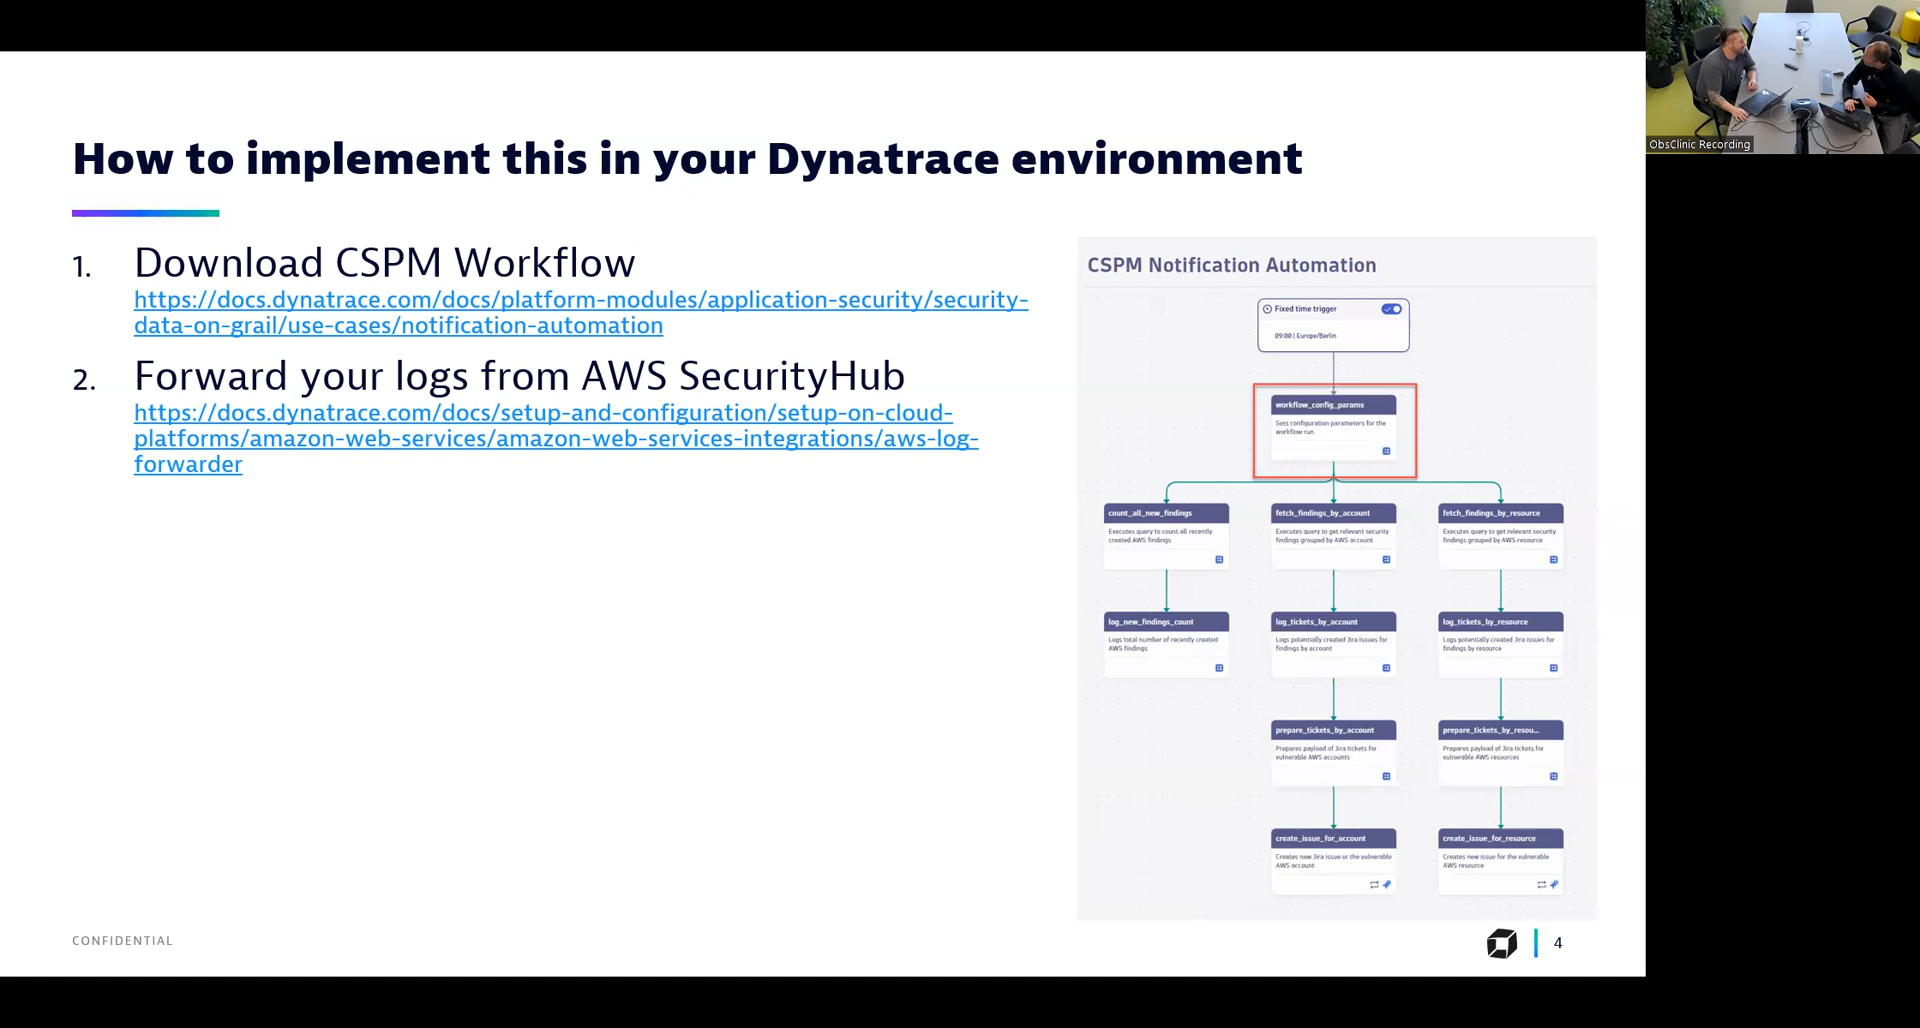 How to implement this in your Dynatrace environment
1. Download CSPM Workflow
https://docs.dynatrace.com/docs/platform-modules/application-security/security-
data-on-grail/use-cases/notification-automation
2. Forward your logs from AWS SecurityHub
https://docs.dynatrace.com/docs/setup-and-configuration/setup-on-cloud-
platforms/amazon-web-services/amazon-web-services-integrations/aws-log-
forwarder
CSPM Notification Automation
Fixed time trigger
09:00 | Europe/Berlin
workflow_config_params
Sets configuration parameters for the
workflow run
count_all_new_findings
Executes query to count all recently
created AWS findings
fetch_findings_by_account
Executes query to get relevant security
findings grouped by AWS account
fetch_findings_by_resource
Executes query to get relevant security
findings grouped by AWS resource
log_new_findings_count
Logs total number of recently created
AWS findings
log_tickets_by_account
Logs potentially created Jira issues for
findings by account
log_tickets_by_resource
Logs potentially created Jira issues for
findings by resource
prepare_tickets_by_account
Prepares payload of Jira tickets for
vulnerable AWS accounts
prepare_tickets_by_resou...
Prepares payload of Jira tickets for
vulnerable AWS resources
create_issue_for_account
Creates new Jira issue or the vulnerable
AWS account
create_issue_for_resource
Creates new issue for the vulnerable
AWS resource
CONFIDENTIAL
4
ObsClinic Recording